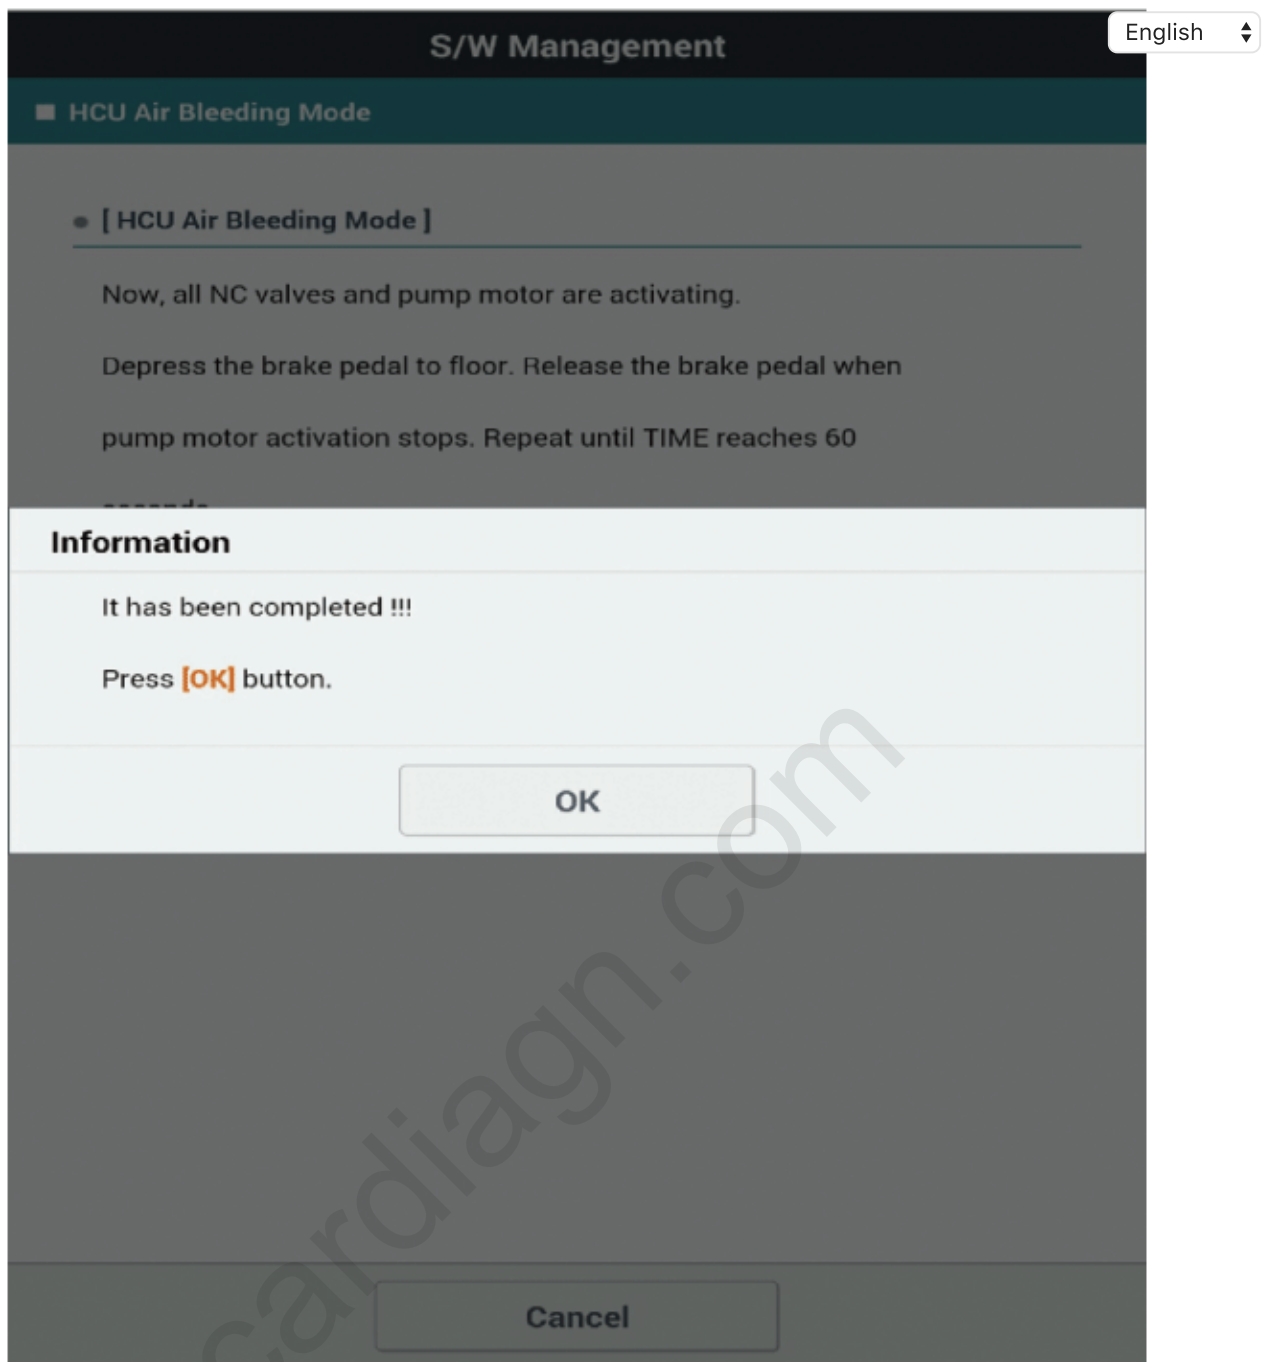 S/W Management
English
HCU Air Bleeding Mode
[ HCU Air Bleeding Mode ]
Now, all NC valves and pump motor are activating.
Depress the brake pedal to floor. Release the brake pedal when
pump motor activation stops. Repeat until TIME reaches 60
Information
It has been completed !!!
Press [OK] button.
OK
Cancel
cardiagn.com